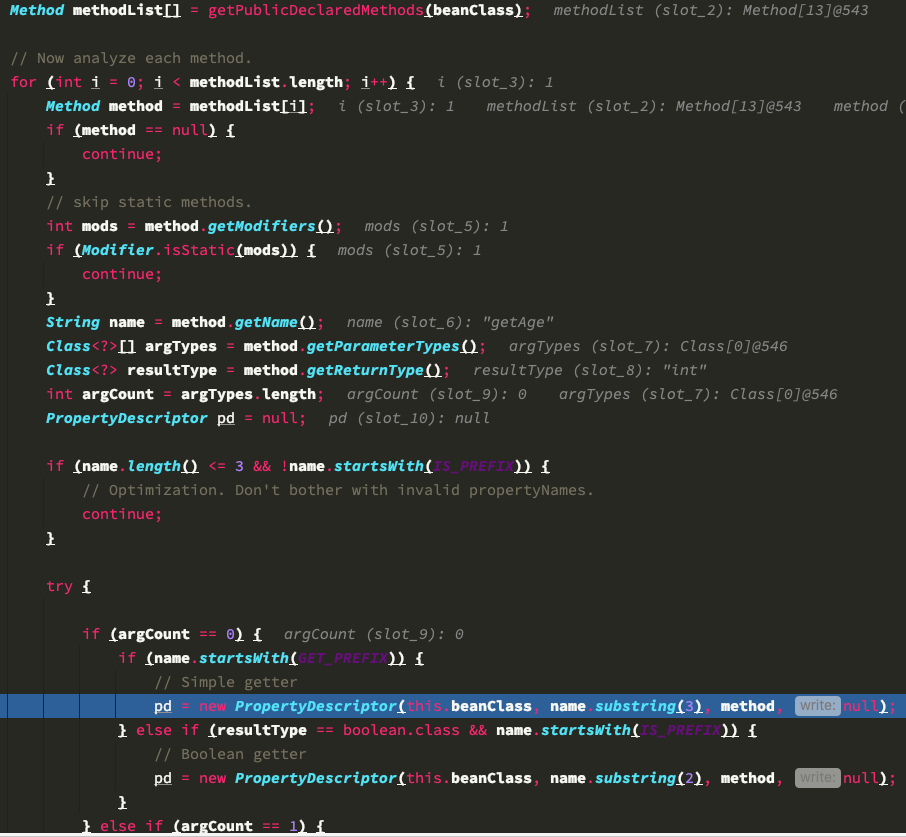 Method methodList[] = getPublicDeclaredMethods(beanClass);   methodList (slot_2): Method[13]@543
// Now analyze each method.
for (int i = 0; i < methodList.length; i++) {   i (slot_3): 1
    Method method = methodList[i];   i (slot_3): 1    methodList (slot_2): Method[13]@543    method (
    if (method == null) {
        continue;
    }
    // skip static methods.
    int mods = method.getModifiers();   mods (slot_5): 1
    if (Modifier.isStatic(mods)) {   mods (slot_5): 1
        continue;
    }
    String name = method.getName();   name (slot_6): "getAge"
    Class<?>[] argTypes = method.getParameterTypes();   argTypes (slot_7): Class[0]@546
    Class<?> resultType = method.getReturnType();   resultType (slot_8): "int"
    int argCount = argTypes.length;   argCount (slot_9): 0    argTypes (slot_7): Class[0]@546
    PropertyDescriptor pd = null;   pd (slot_10): null
    if (name.length() <= 3 && !name.startsWith(IS_PREFIX)) {
        // Optimization. Don't bother with invalid propertyNames.
        continue;
    }
    try {
        if (argCount == 0) {   argCount (slot_9): 0
            if (name.startsWith(GET_PREFIX)) {
                // Simple getter
                pd = new PropertyDescriptor(this.beanClass, name.substring(3), method, write: null);
            } else if (resultType == boolean.class && name.startsWith(IS_PREFIX)) {
                // Boolean getter
                pd = new PropertyDescriptor(this.beanClass, name.substring(2), method, write: null);
            }
        } else if (argCount == 1) {